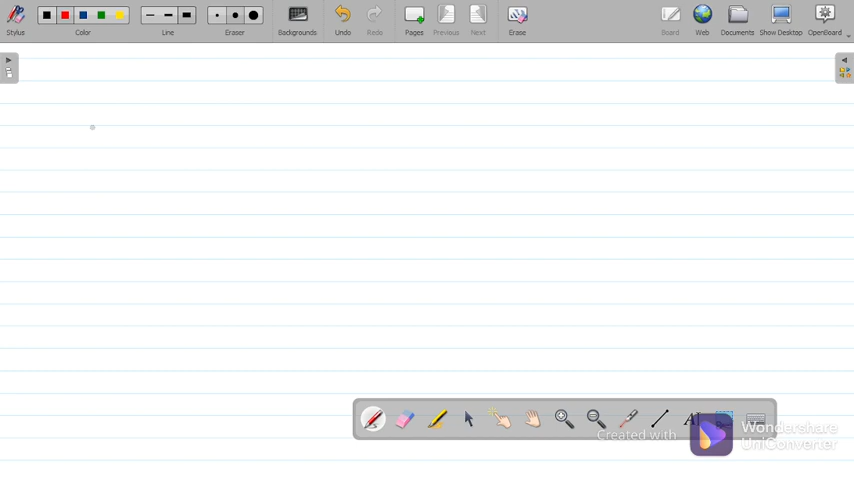 Stylus
Color
Line
Eraser
Backgrounds
Undo
Redo
Pages
Previous
Next
Erase
Board
Web
Documents
Show Desktop
OpenBoard
Created with
Wondershare
UniConverter